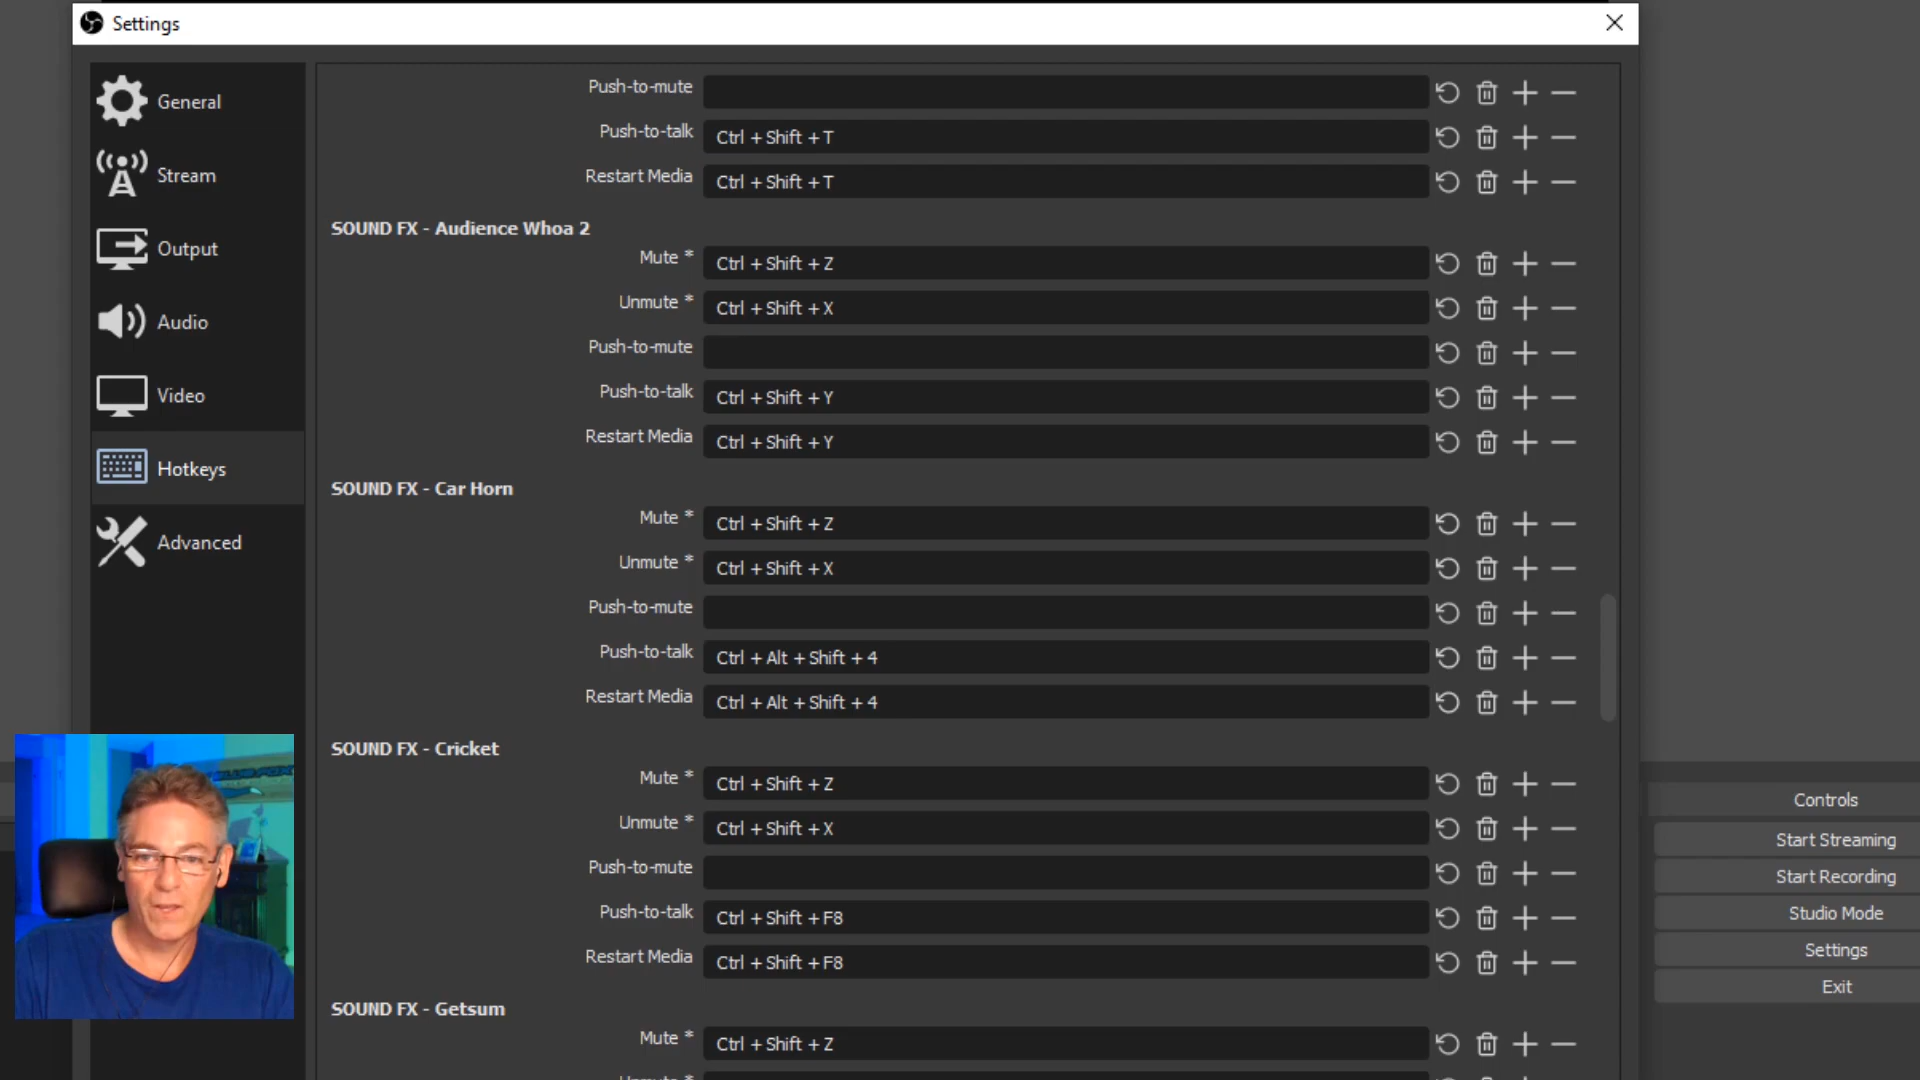 Settings
General
Stream
Output
Audio
Video
Hotkeys
Advanced
Push-to-mute
Push-to-talk Ctrl + Shift + T
Restart Media Ctrl + Shift + T
SOUND FX - Audience Whoa 2
Mute * Ctrl + Shift + Z
Unmute * Ctrl + Shift + X
Push-to-mute
Push-to-talk Ctrl + Shift + Y
Restart Media Ctrl + Shift + Y
SOUND FX - Car Horn
Mute * Ctrl + Shift + Z
Unmute * Ctrl + Shift + X
Push-to-mute
Push-to-talk Ctrl + Alt + Shift + 4
Restart Media Ctrl + Alt + Shift + 4
SOUND FX - Cricket
Mute * Ctrl + Shift + Z
Unmute * Ctrl + Shift + X
Push-to-mute
Push-to-talk Ctrl + Shift + F8
Restart Media Ctrl + Shift + F8
SOUND FX - Getsum
Mute * Ctrl + Shift + Z
Controls
Start Streaming
Start Recording
Studio Mode
Settings
Exit